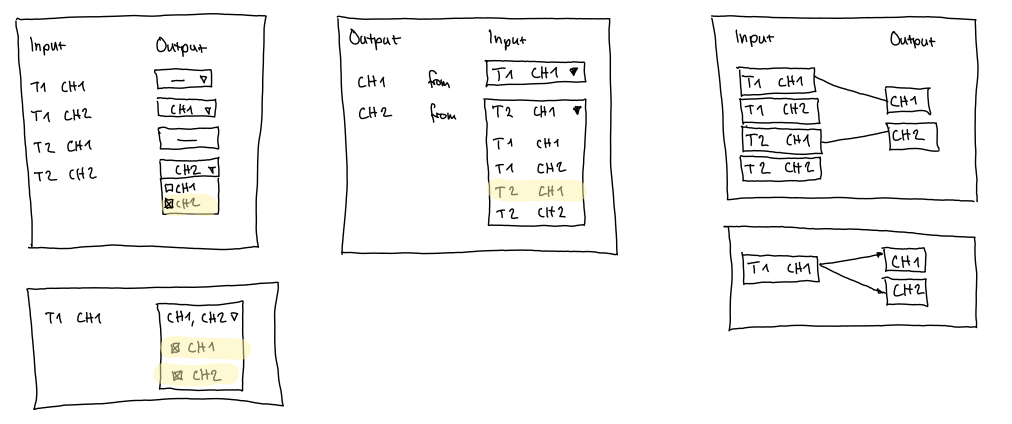 Input Output
T1 CH1 —
T1 CH2 CH1
T2 CH1 —
T2 CH2 CH2
CH1
CH2
T1 CH1 CH1, CH2
CH1
CH2
Output Input
CH1 from T1 CH1
CH2 from T2 CH1
T1 CH1
T1 CH2
T2 CH1
T2 CH2
Input Output
T1 CH1
CH1
T1 CH2
CH2
T2 CH1
T2 CH2
T1 CH1
CH1
CH2